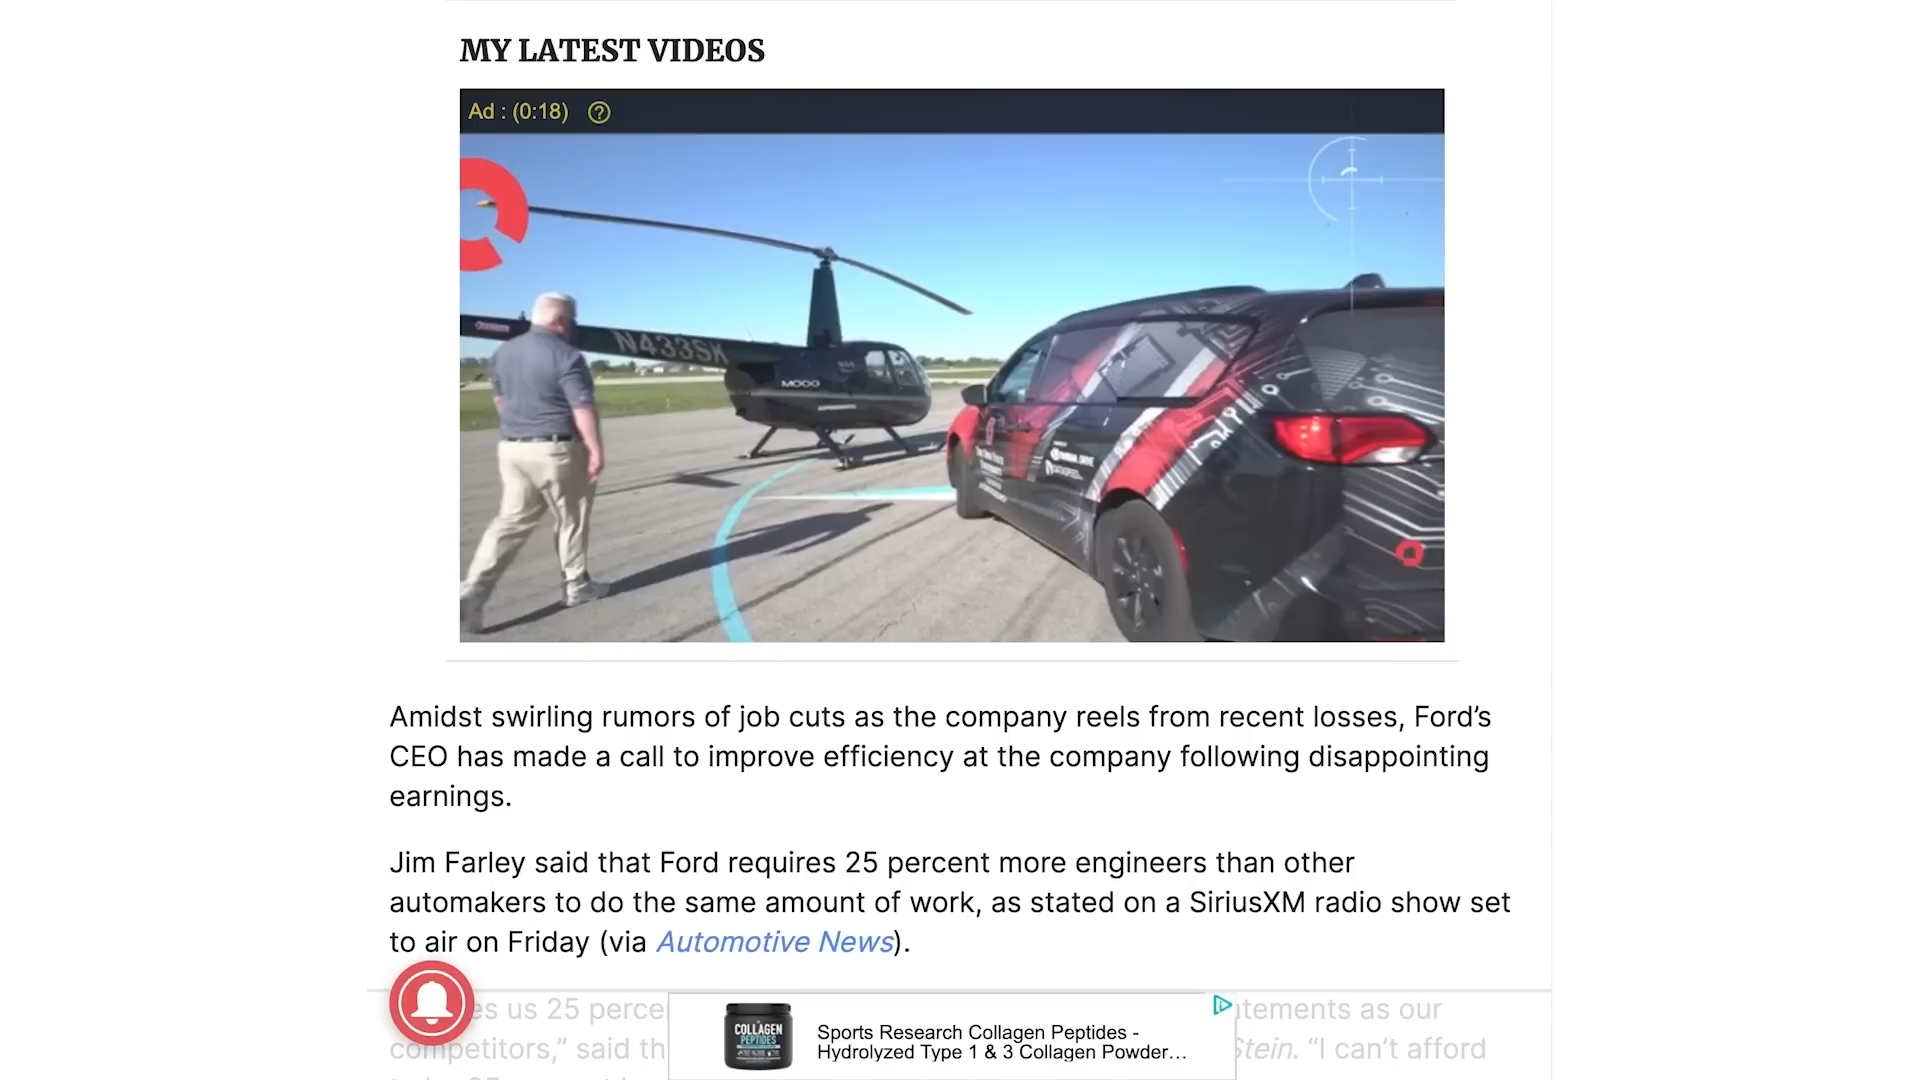 MY LATEST VIDEOS
Ad : (0:18) ?
N433SK
Amidst swirling rumors of job cuts as the company reels from recent losses, Ford’s
CEO has made a call to improve efficiency at the company following disappointing
earnings.
Jim Farley said that Ford requires 25 percent more engineers than other
automakers to do the same amount of work, as stated on a SiriusXM radio show set
to air on Friday (via Automotive News).
es us 25 perce
tements as our
COLLAGEN
PEPTIDES
Sports Research Collagen Peptides -
Hydrolyzed Type 1 & 3 Collagen Powder...
competitors,” said th
Stein. “I can’t afford